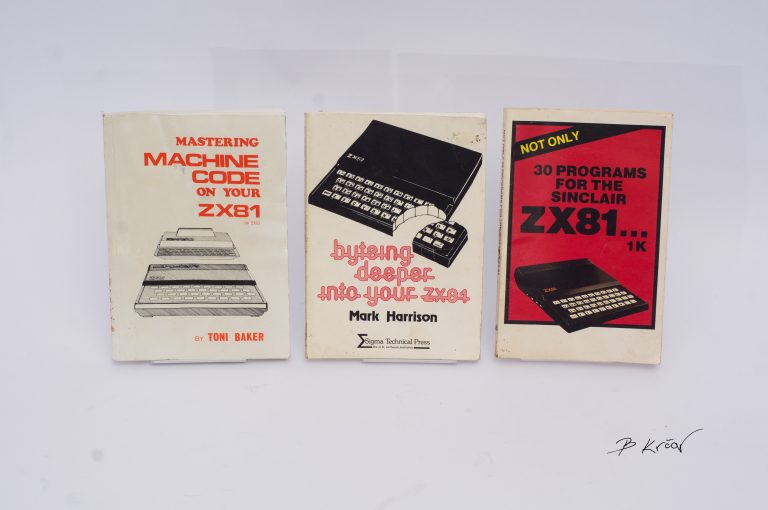 MASTERING
MACHINE
CODE
ON YOUR
ZX81
BY TONI BAKER
ZX81
byteing
deeper
into your zx81
Mark Harrison
Sigma Technical Press
NOT ONLY
30 PROGRAMS
FOR THE
SINCLAIR
ZX81...
1K
ZX81